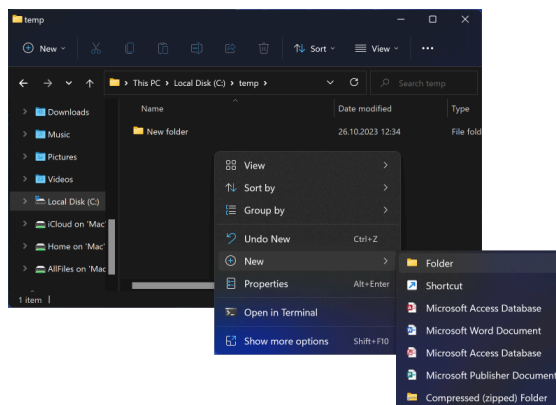 temp
New
Sort
View
This PC > Local Disk (C:) > temp >
Search temp
Downloads
Music
Pictures
Videos
Local Disk (C:)
iCloud on 'Mac'
Home on 'Mac'
AllFiles on 'Mac
Name
Date modified
Type
New folder
26.10.2023 12:34
File fold
1 item
View
Sort by
Group by
Undo New Ctrl+Z
New
Properties Alt+Enter
Open in Terminal
Show more options Shift+F10
Folder
Shortcut
Microsoft Access Database
Microsoft Word Document
Microsoft Access Database
Microsoft Publisher Document
Compressed (zipped) Folder